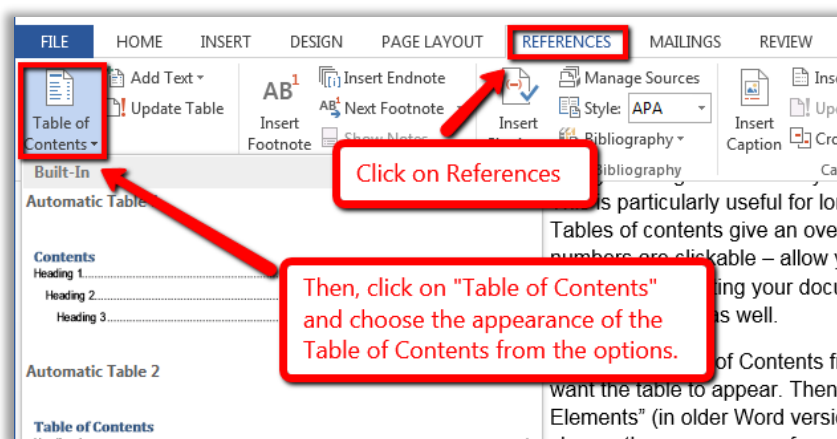 FILE HOME INSERT DESIGN PAGE LAYOUT REFERENCES MAILINGS REVIEW
Table of
Contents
Add Text
Update Table
AB1
Insert
Footnote
Insert Endnote
AB1 Next Footnote
Show Notes
Insert
Manage Sources
Style: APA
Bibliography
Bibliography
Insert
Caption
Click on References
Built-In
Automatic Table
Contents
Heading 1
Heading 2
Heading 3
Then, click on "Table of Contents"
and choose the appearance of the
Table of Contents from the options.
Automatic Table 2
Table of Contents
is particularly useful for
Tables of contents give an
numbers are clickable – allow
your
as well.
of Contents
want the table to appear. Then
Elements" (in older Word